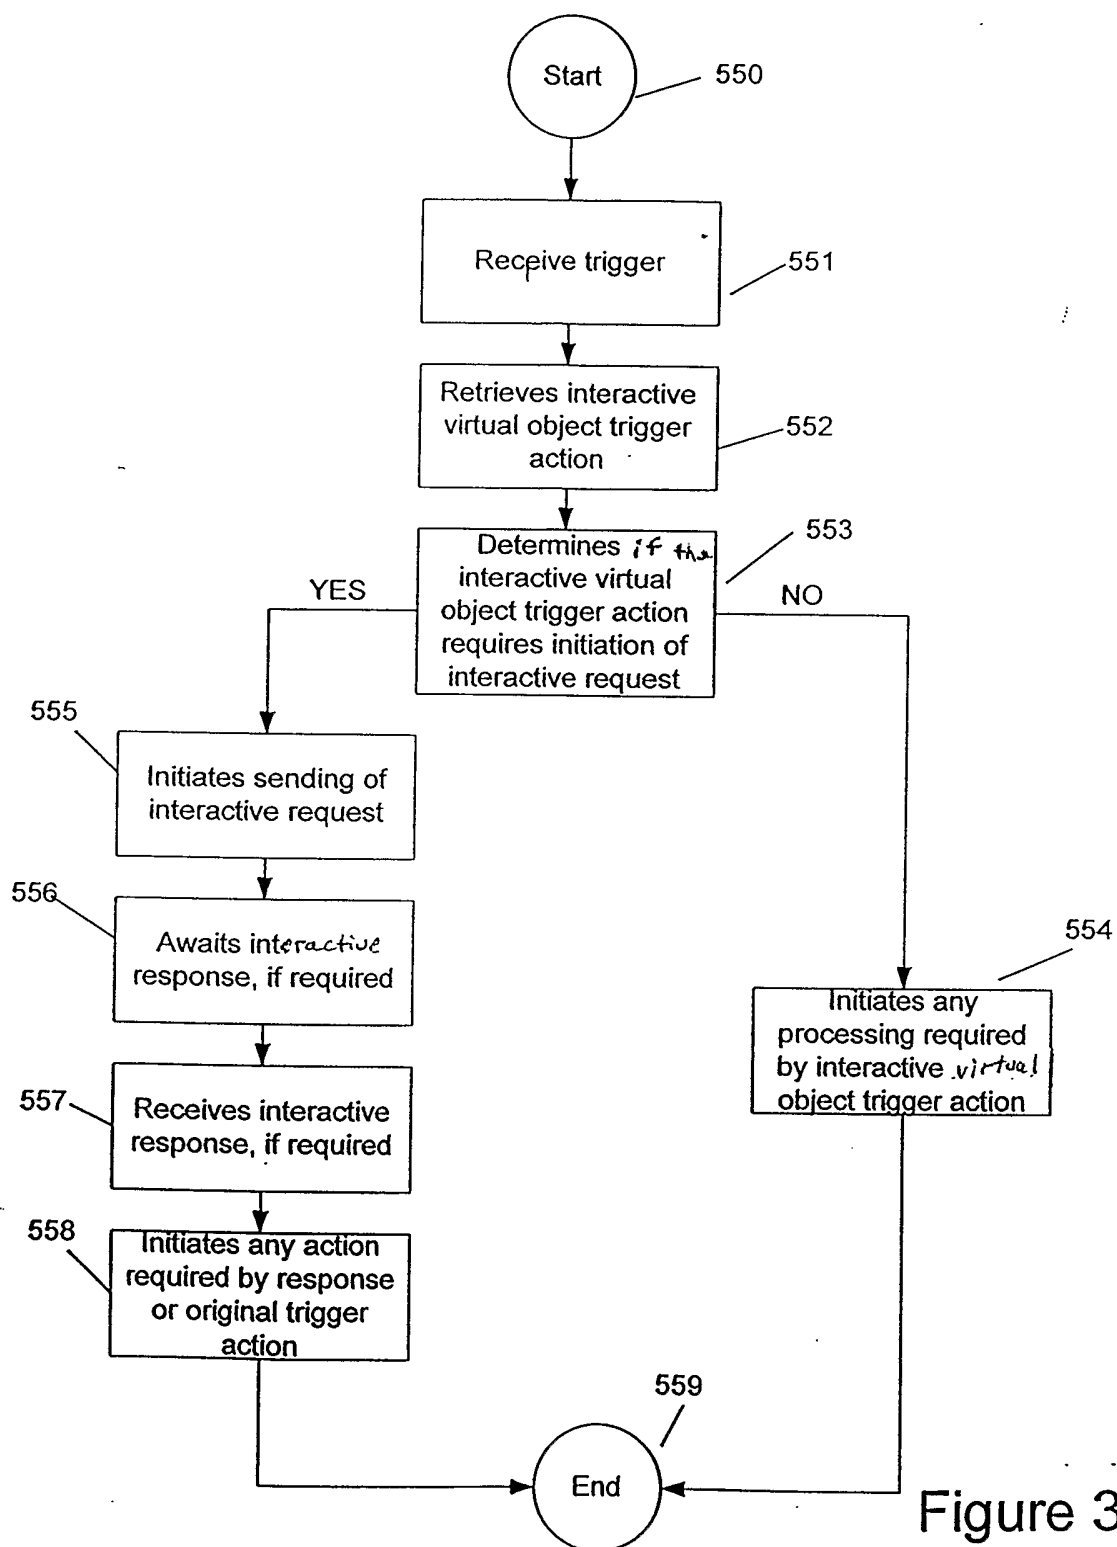 Start
550
Receive trigger
551
Retrieves interactive
virtual object trigger
action
552
553
Determines if the
interactive virtual
object trigger action
requires initiation of
interactive request
YES
NO
555
Initiates sending of
interactive request
556
Awaits interactive
response, if required
554
Initiates any
processing required
by interactive virtual
object trigger action
557
Receives interactive
response, if required
558
Initiates any action
required by response
or original trigger
action
559
End
Figure 3